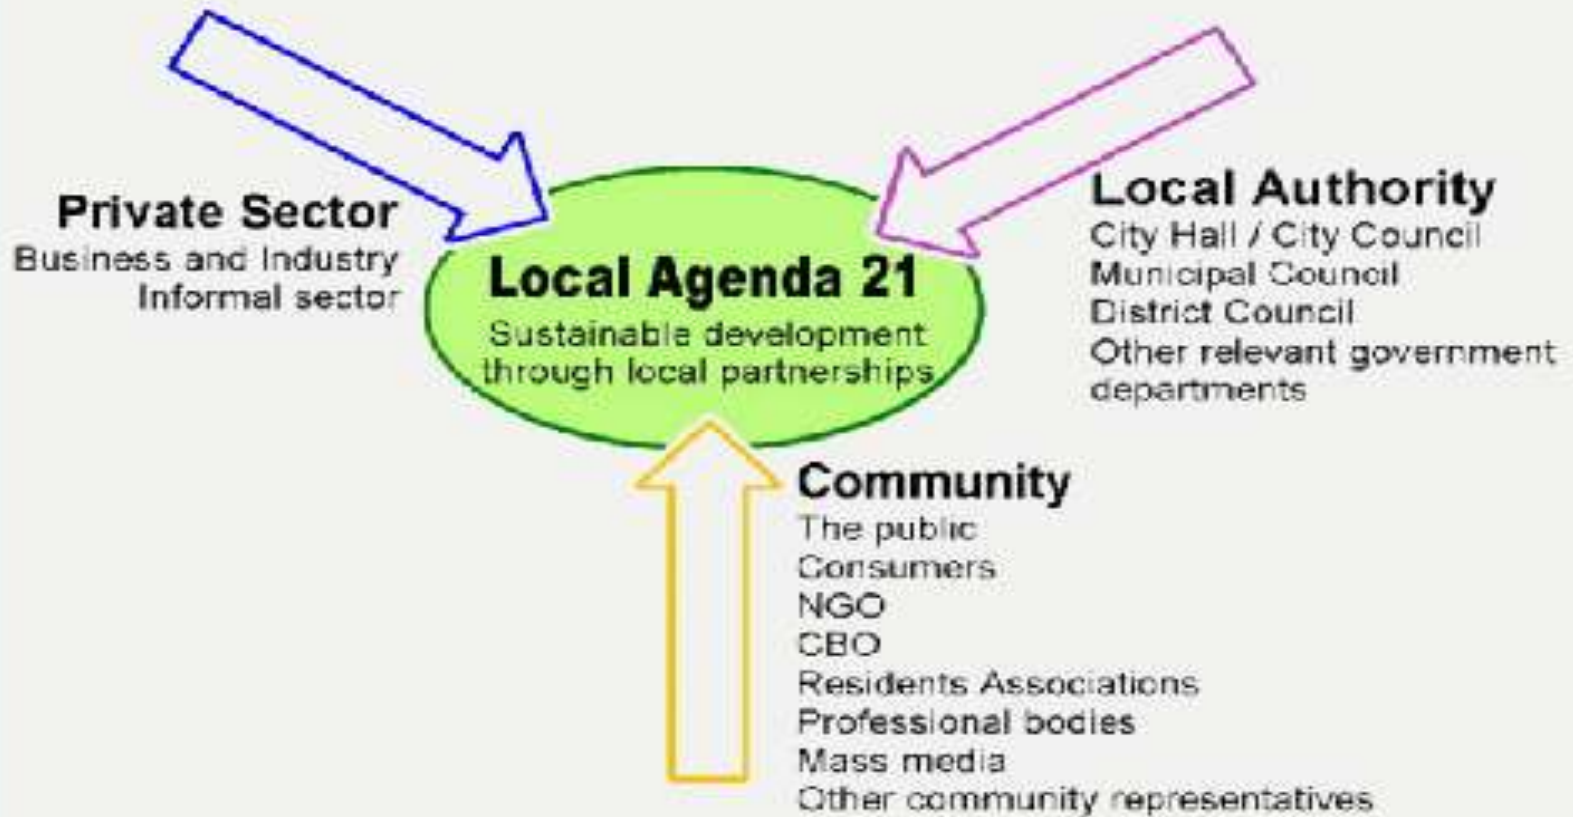 Private Sector
Business and Industry
Informal sector
Local Agenda 21
Sustainable development
through local partnerships
Local Authority
City Hall / City Council
Municipal Council
District Council
Other relevant government
departments
Community
The public
Consumers
NGO
CBO
Residents Associations
Professional bodies
Mass media
Other community representatives